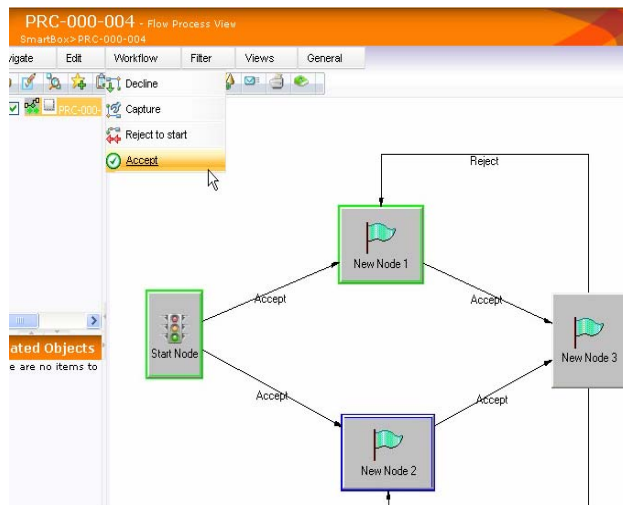 PRC-000-004 - Flow Process View
SmartBox>PRC-000-004
vigate Edit Workflow Filter Views General
Decline
PRC-000-
Capture
Reject to start
Accept
Reject
New Node 1
Accept
Accept
Start Node
New Node 3
ated Objects
e are no items to
Accept
Accept
New Node 2